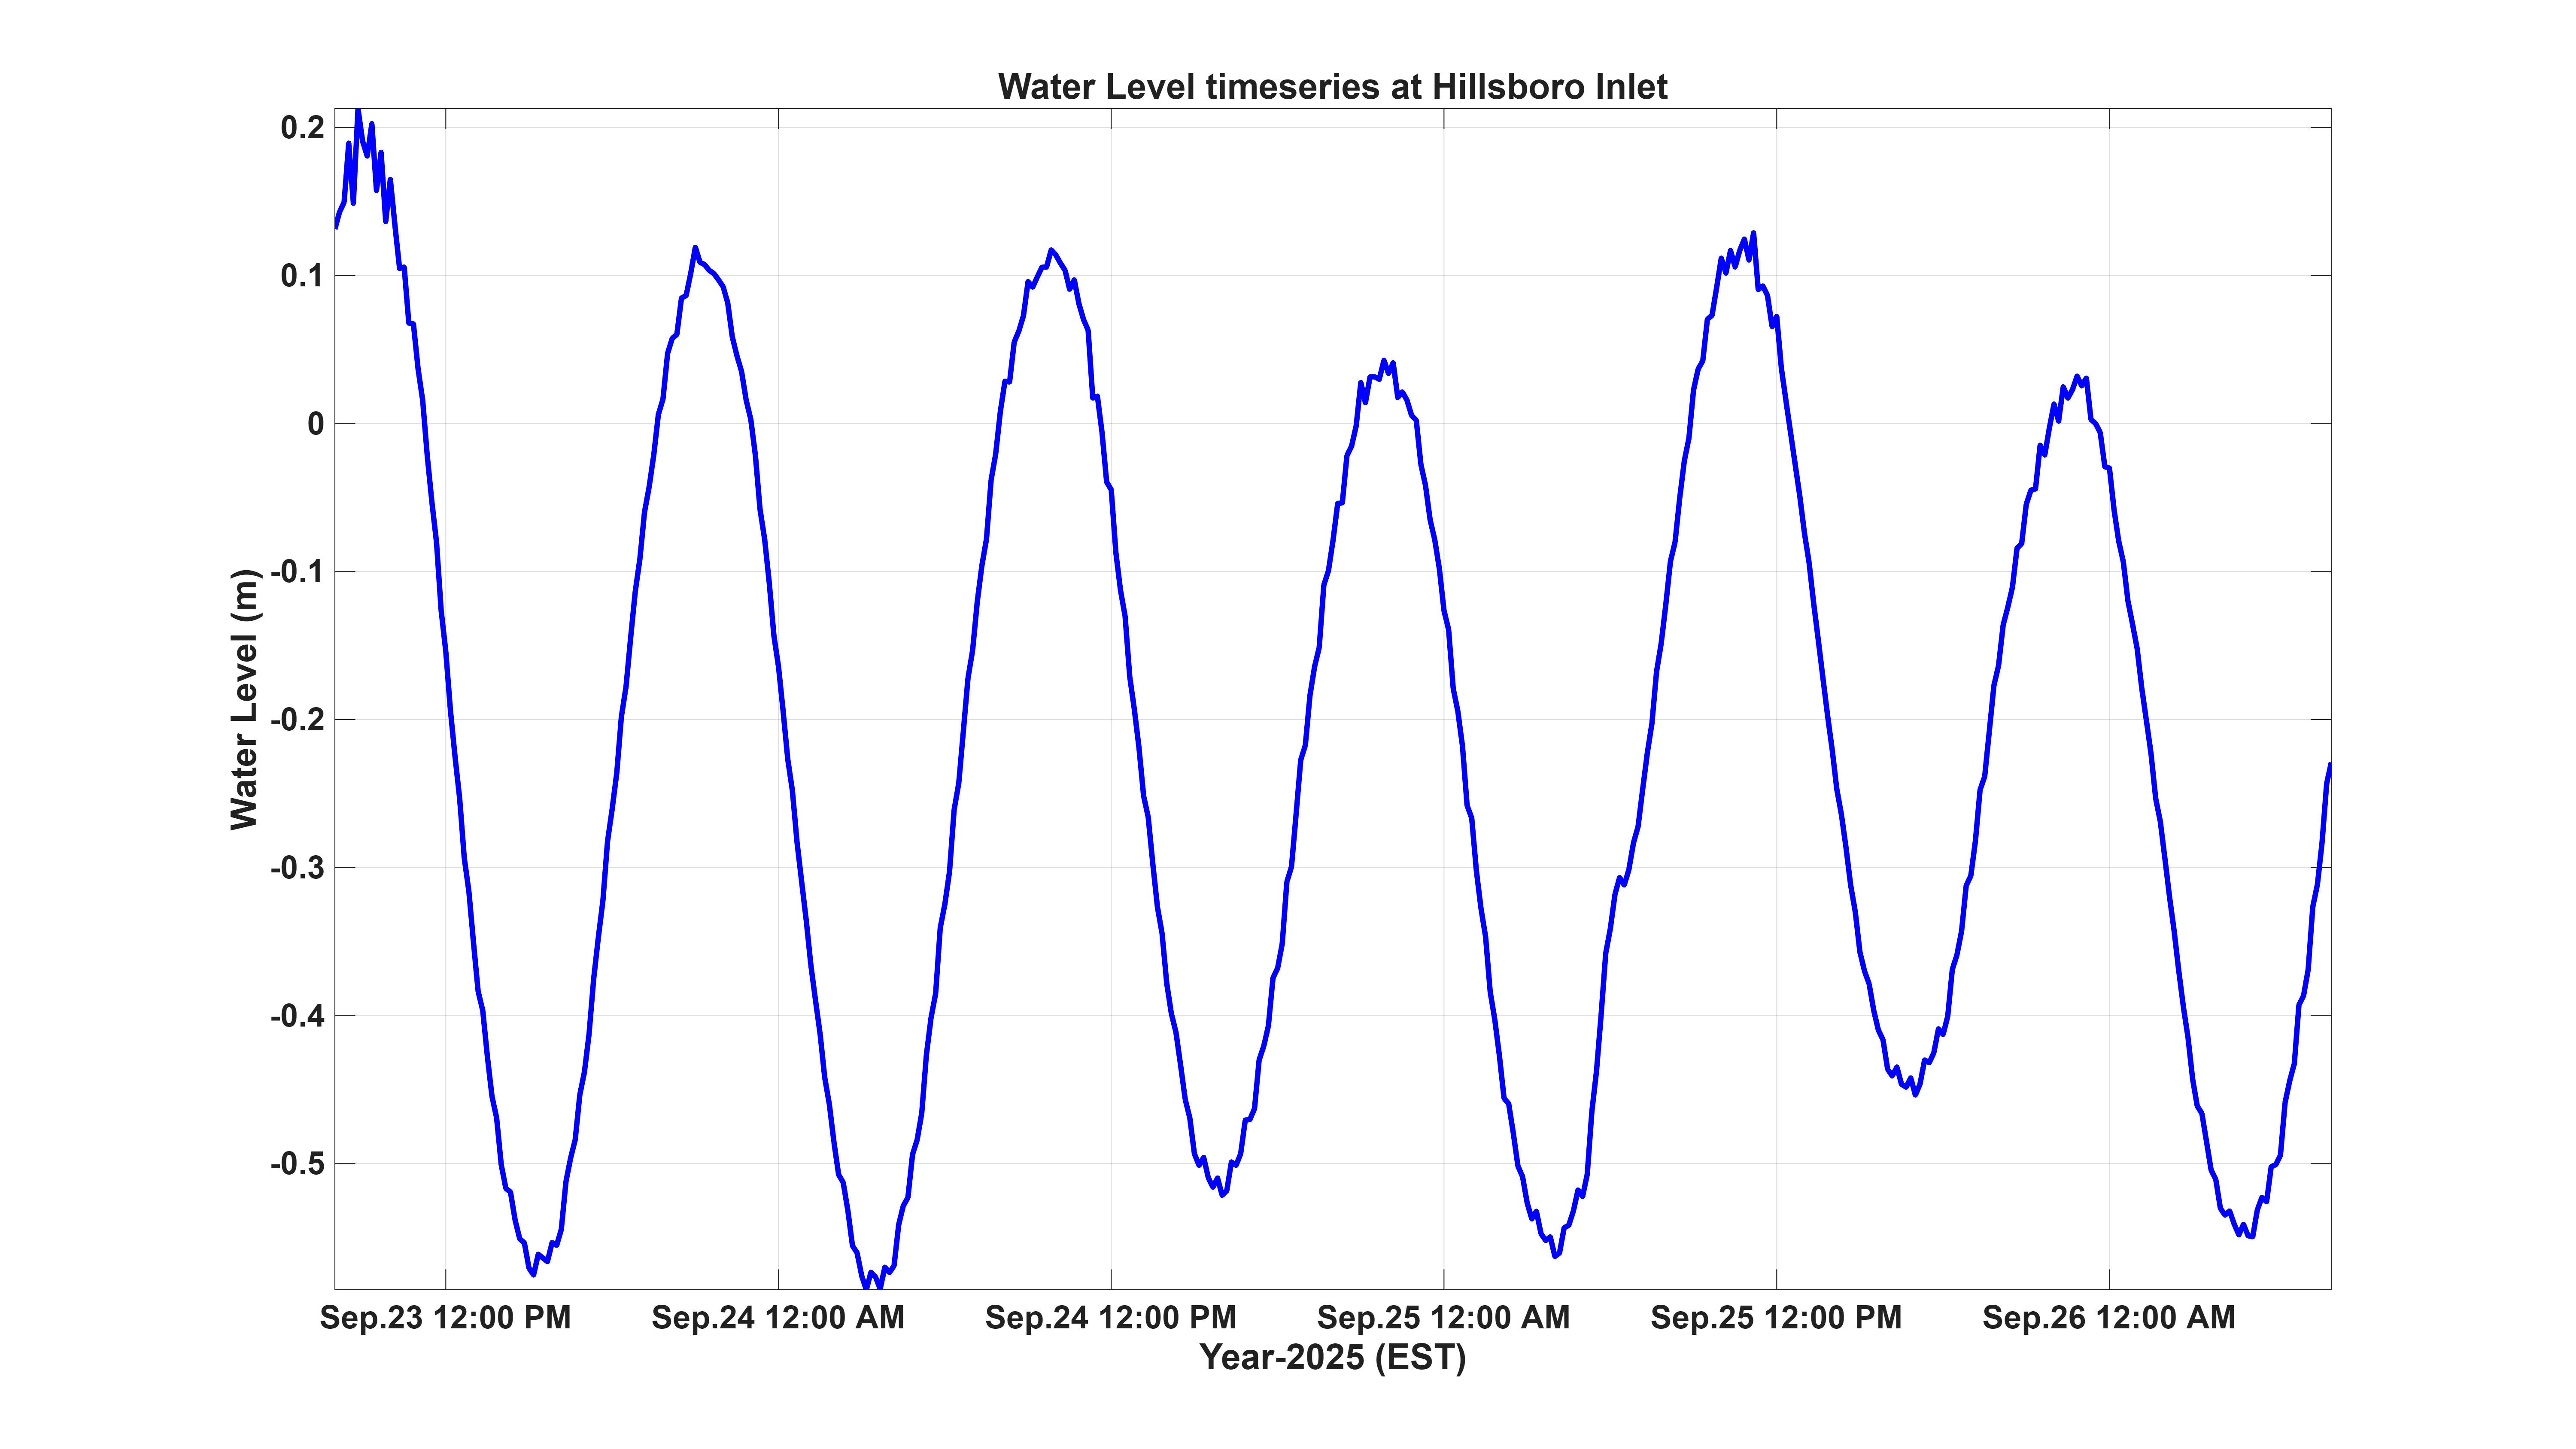 Water Level timeseries at Hillsboro Inlet
0.2
0.1
0
-0.1
-0.2
-0.3
-0.4
-0.5
Water Level (m)
Sep.23 12:00 PM Sep.24 12:00 AM Sep.24 12:00 PM Sep.25 12:00 AM Sep.25 12:00 PM Sep.26 12:00 AM
Year-2025 (EST)